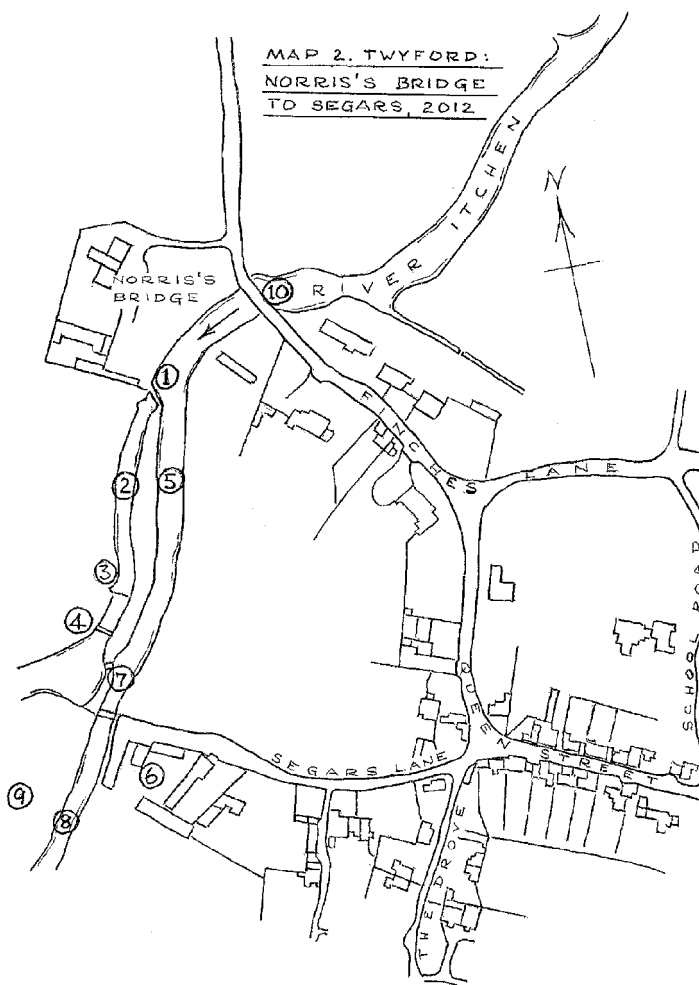 MAP 2. TWYFORD:
NORRIS'S BRIDGE
TO SEGARS, 2012
N
RIVER ITCHEN
NORRIS'S
BRIDGE
10
1
FINCHES LANE
2
5
SCHOOL ROAD
3
4
7
QUEEN STREET
SEGARS LANE
6
9
8
THE DROVE